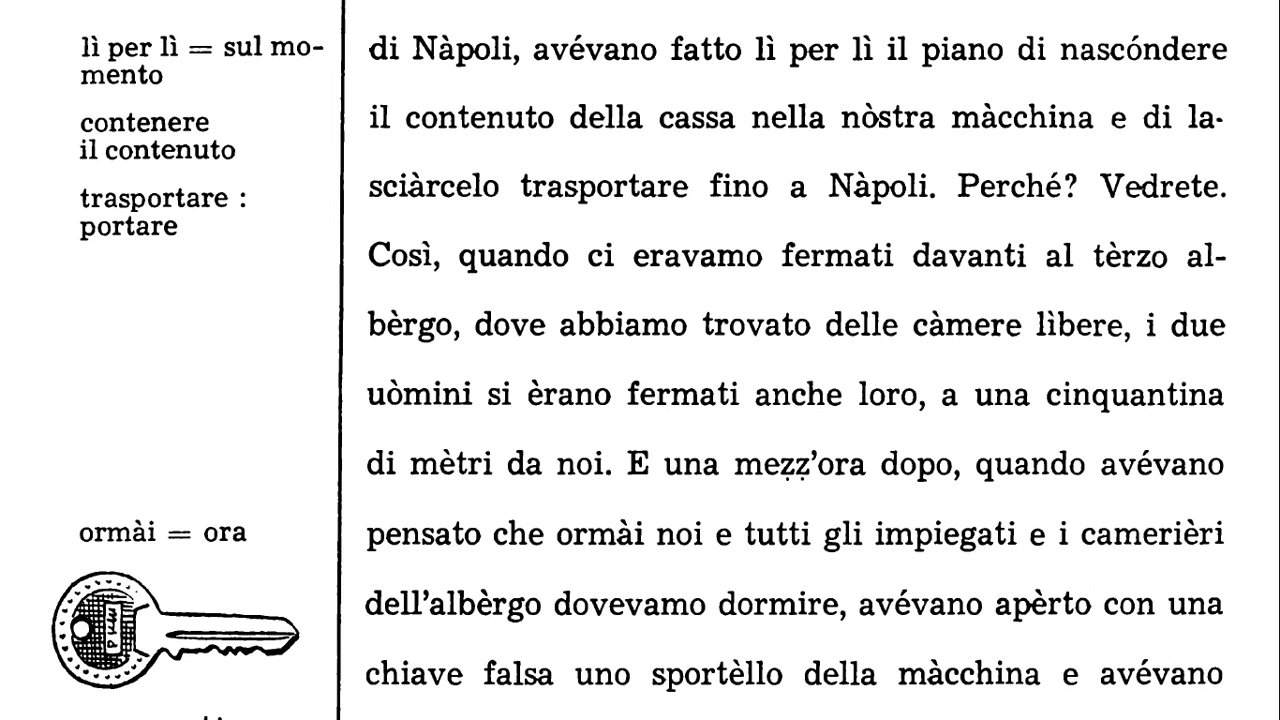 lì per lì = sul mo-
mento
contenere
il contenuto
trasportare :
portare
ormài = ora
di Nàpoli, avévano fatto lì per lì il piano di nascóndere
il contenuto della cassa nella nòstra màcchina e di la-
sciàrcelo trasportare fino a Nàpoli. Perché? Vedrete.
Così, quando ci eravamo fermati davanti al tèrzo al-
bèrgo, dove abbiamo trovato delle càmere lìbere, i due
uòmini si èrano fermati anche loro, a una cinquantina
di mètri da noi. E una meẓẓ'ora dopo, quando avévano
pensato che ormài noi e tutti gli impiegati e i camerièri
dell'albèrgo dovevamo dormire, avévano apèrto con una
chiave falsa uno sportèllo della màcchina e avévano